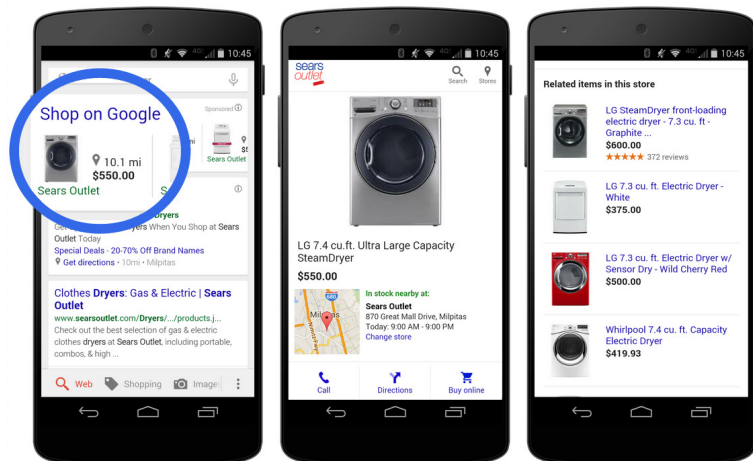 10:45
Shop on Google
Sponsored
10.1 mi
$550.00
Sears Outlet
Sears Outlet
Dryers
Dryers When You Shop at Sears
Outlet Today
Special Deals - 20-70% Off Brand Names
Get directions • 10mi • Milpitas
Clothes Dryers: Gas & Electric | Sears
Outlet
www.searsoutlet.com/Dryers/.../products.j...
Check out the best selection of gas & electric
clothes dryers at Sears Outlet, including portable,
combos, & high ...
Web
Shopping
10:45
sears
outlet
Search
Stores
LG 7.4 cu.ft. Ultra Large Capacity
SteamDryer
$550.00
680
In stock nearby at:
Sears Outlet
870 Great Mall Drive, Milpitas
Today: 9:00 AM - 9:00 PM
Change store
Call
Directions
Buy online
10:45
Related items in this store
LG SteamDryer front-loading
electric dryer - 7.3 cu. ft -
Graphite ...
$600.00
372 reviews
LG 7.3 cu. ft. Electric Dryer -
White
$375.00
LG 7.3 cu. ft. Electric Dryer w/
Sensor Dry - Wild Cherry Red
$500.00
Whirlpool 7.4 cu. ft. Capacity
Electric Dryer
$419.93